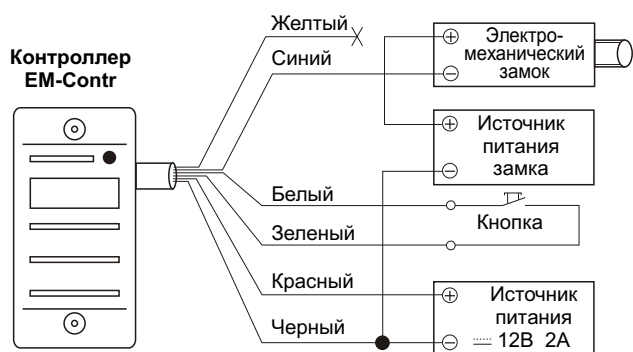 Контроллер
EM-Contr
Желтый
Синий
Белый
Зеленый
Красный
Черный
Электро-
механический
замок
Источник
питания
замка
Кнопка
Источник
питания
12В 2А